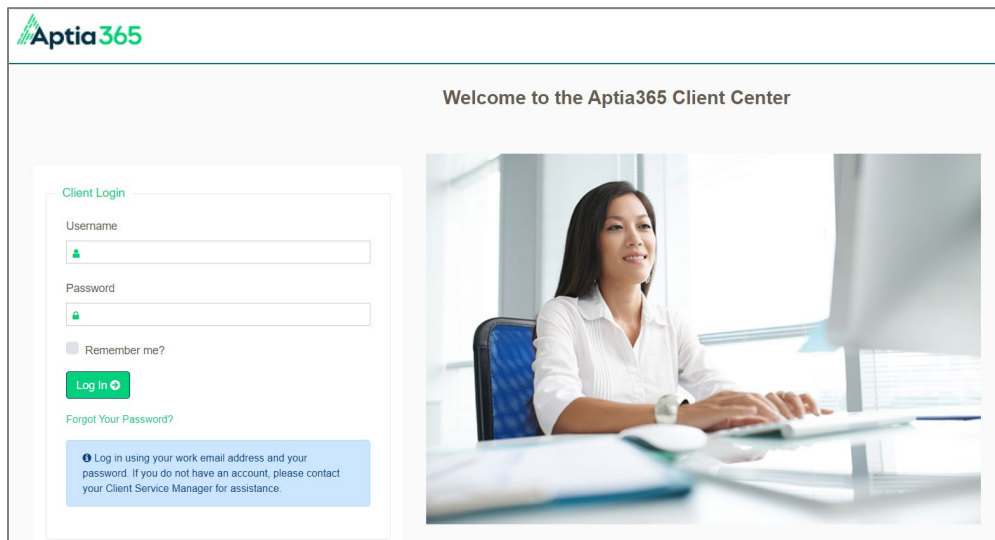 Aptia365
Welcome to the Aptia365 Client Center
Client Login
Username
Password
Remember me?
Log In
Forgot Your Password?
Log in using your work email address and your
password. If you do not have an account, please contact
your Client Service Manager for assistance.